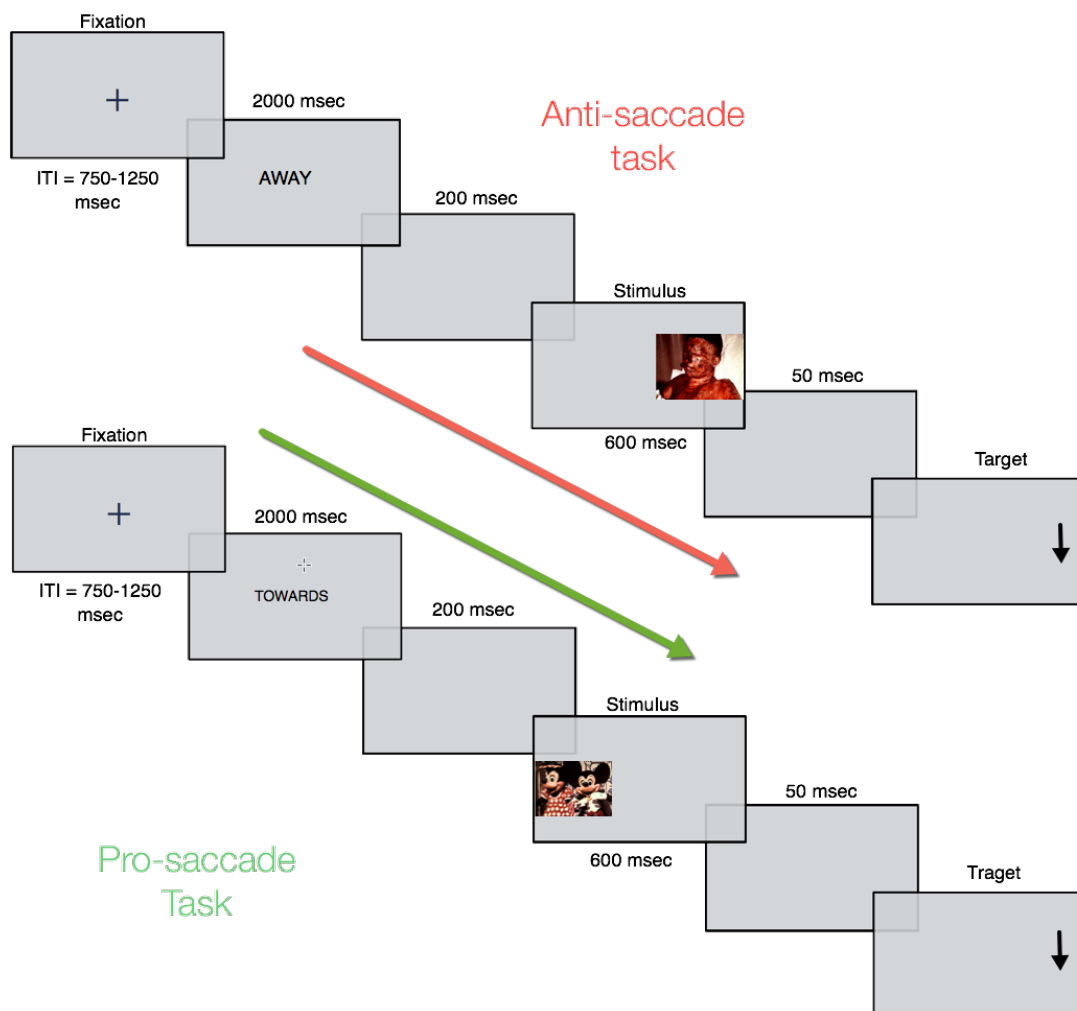 Fixation
2000 msec
Anti-saccade
task
ITI = 750-1250
msec
AWAY
200 msec
Stimulus
50 msec
600 msec
Target
Fixation
2000 msec
ITI = 750-1250
msec
TOWARDS
200 msec
Stimulus
50 msec
600 msec
Pro-saccade
Task
Traget